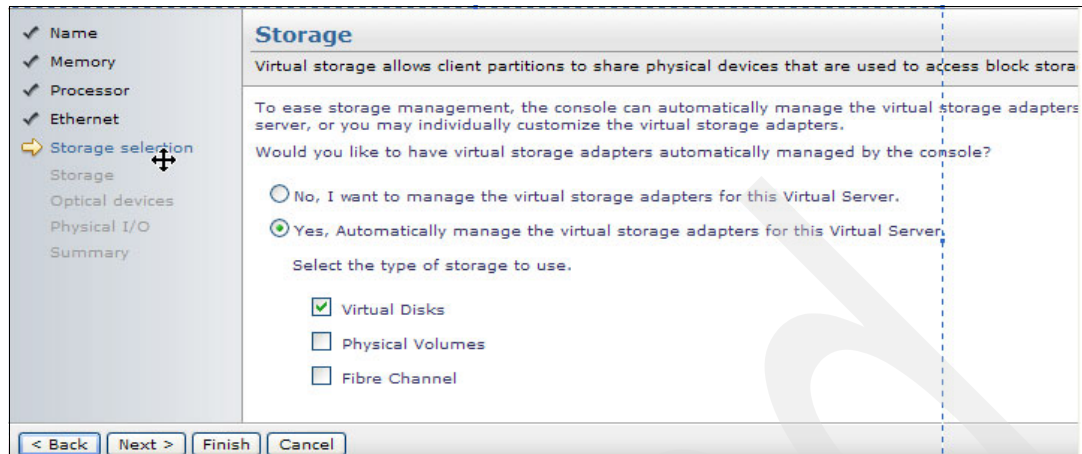 Name
Memory
Processor
Ethernet
Storage selection
Storage
Optical devices
Physical I/O
Summary
Storage
Virtual storage allows client partitions to share physical devices that are used to access block stora
To ease storage management, the console can automatically manage the virtual storage adapters
server, or you may individually customize the virtual storage adapters.
Would you like to have virtual storage adapters automatically managed by the console?
No, I want to manage the virtual storage adapters for this Virtual Server.
Yes, Automatically manage the virtual storage adapters for this Virtual Server.
Select the type of storage to use.
Virtual Disks
Physical Volumes
Fibre Channel
< Back Next > Finish Cancel